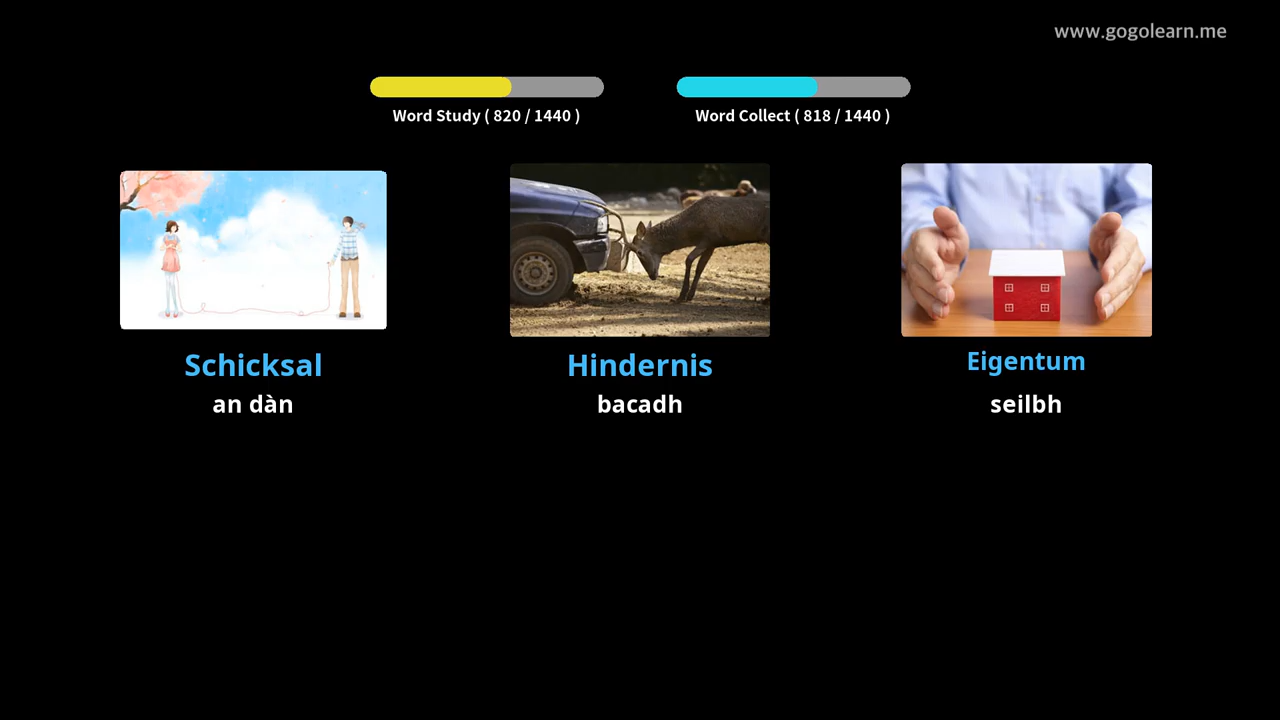 www.gogolearn.me
Word Study ( 820 / 1440 )
Word Collect ( 818 / 1440 )
Schicksal
an dàn
Hindernis
bacadh
Eigentum
seilbh